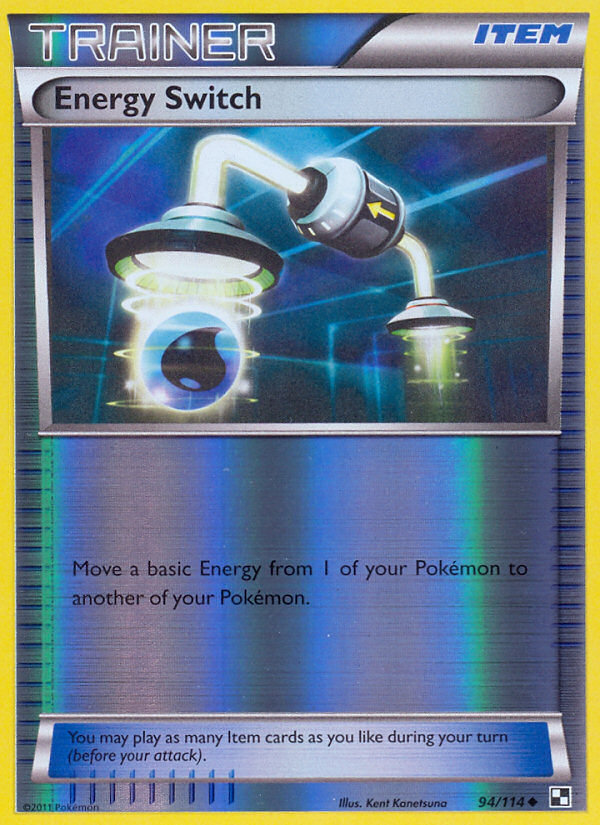 TRAINER
ITEM
Energy Switch
Move a basic Energy from 1 of your Pokémon to
another of your Pokémon.
You may play as many Item cards as you like during your turn
(before your attack).
©2011 Pokémon
Illus. Kent Kanetsuna
94/114